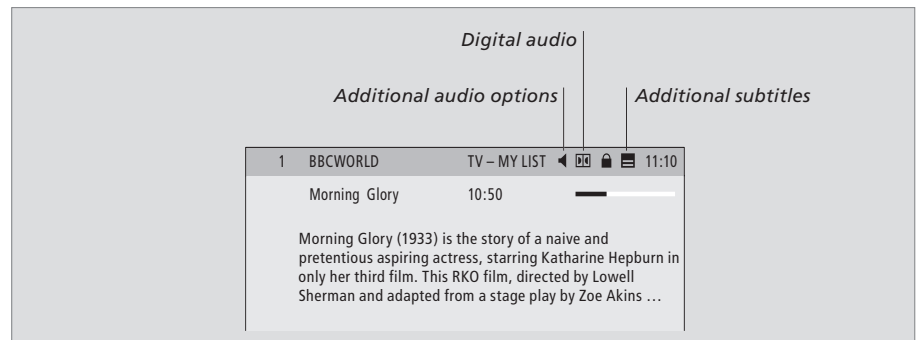 Digital audio
Additional audio options
Additional subtitles
1 BBCWORLD TV – MY LIST 11:10
Morning Glory 10:50
Morning Glory (1933) is the story of a naive and
pretentious aspiring actress, starring Katharine Hepburn in
only her third film. This RKO film, directed by Lowell
Sherman and adapted from a stage play by Zoe Akins …